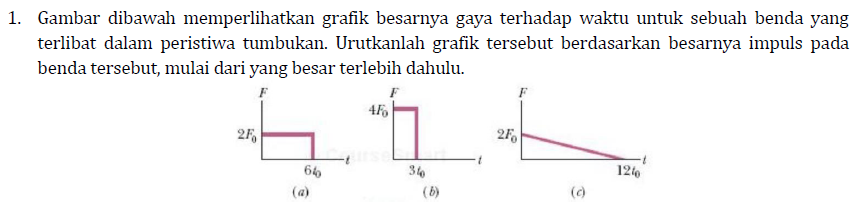 1. Gambar dibawah memperlihatkan grafik besarnya gaya terhadap waktu untuk sebuah benda yang
terlibat dalam peristiwa tumbukan. Urutkanlah grafik tersebut berdasarkan besarnya impuls pada
benda tersebut, mulai dari yang besar terlebih dahulu.
F
2F₀
6t₀
t
(a)
F
4F₀
3t₀
t
(b)
F
2F₀
12t₀
t
(c)